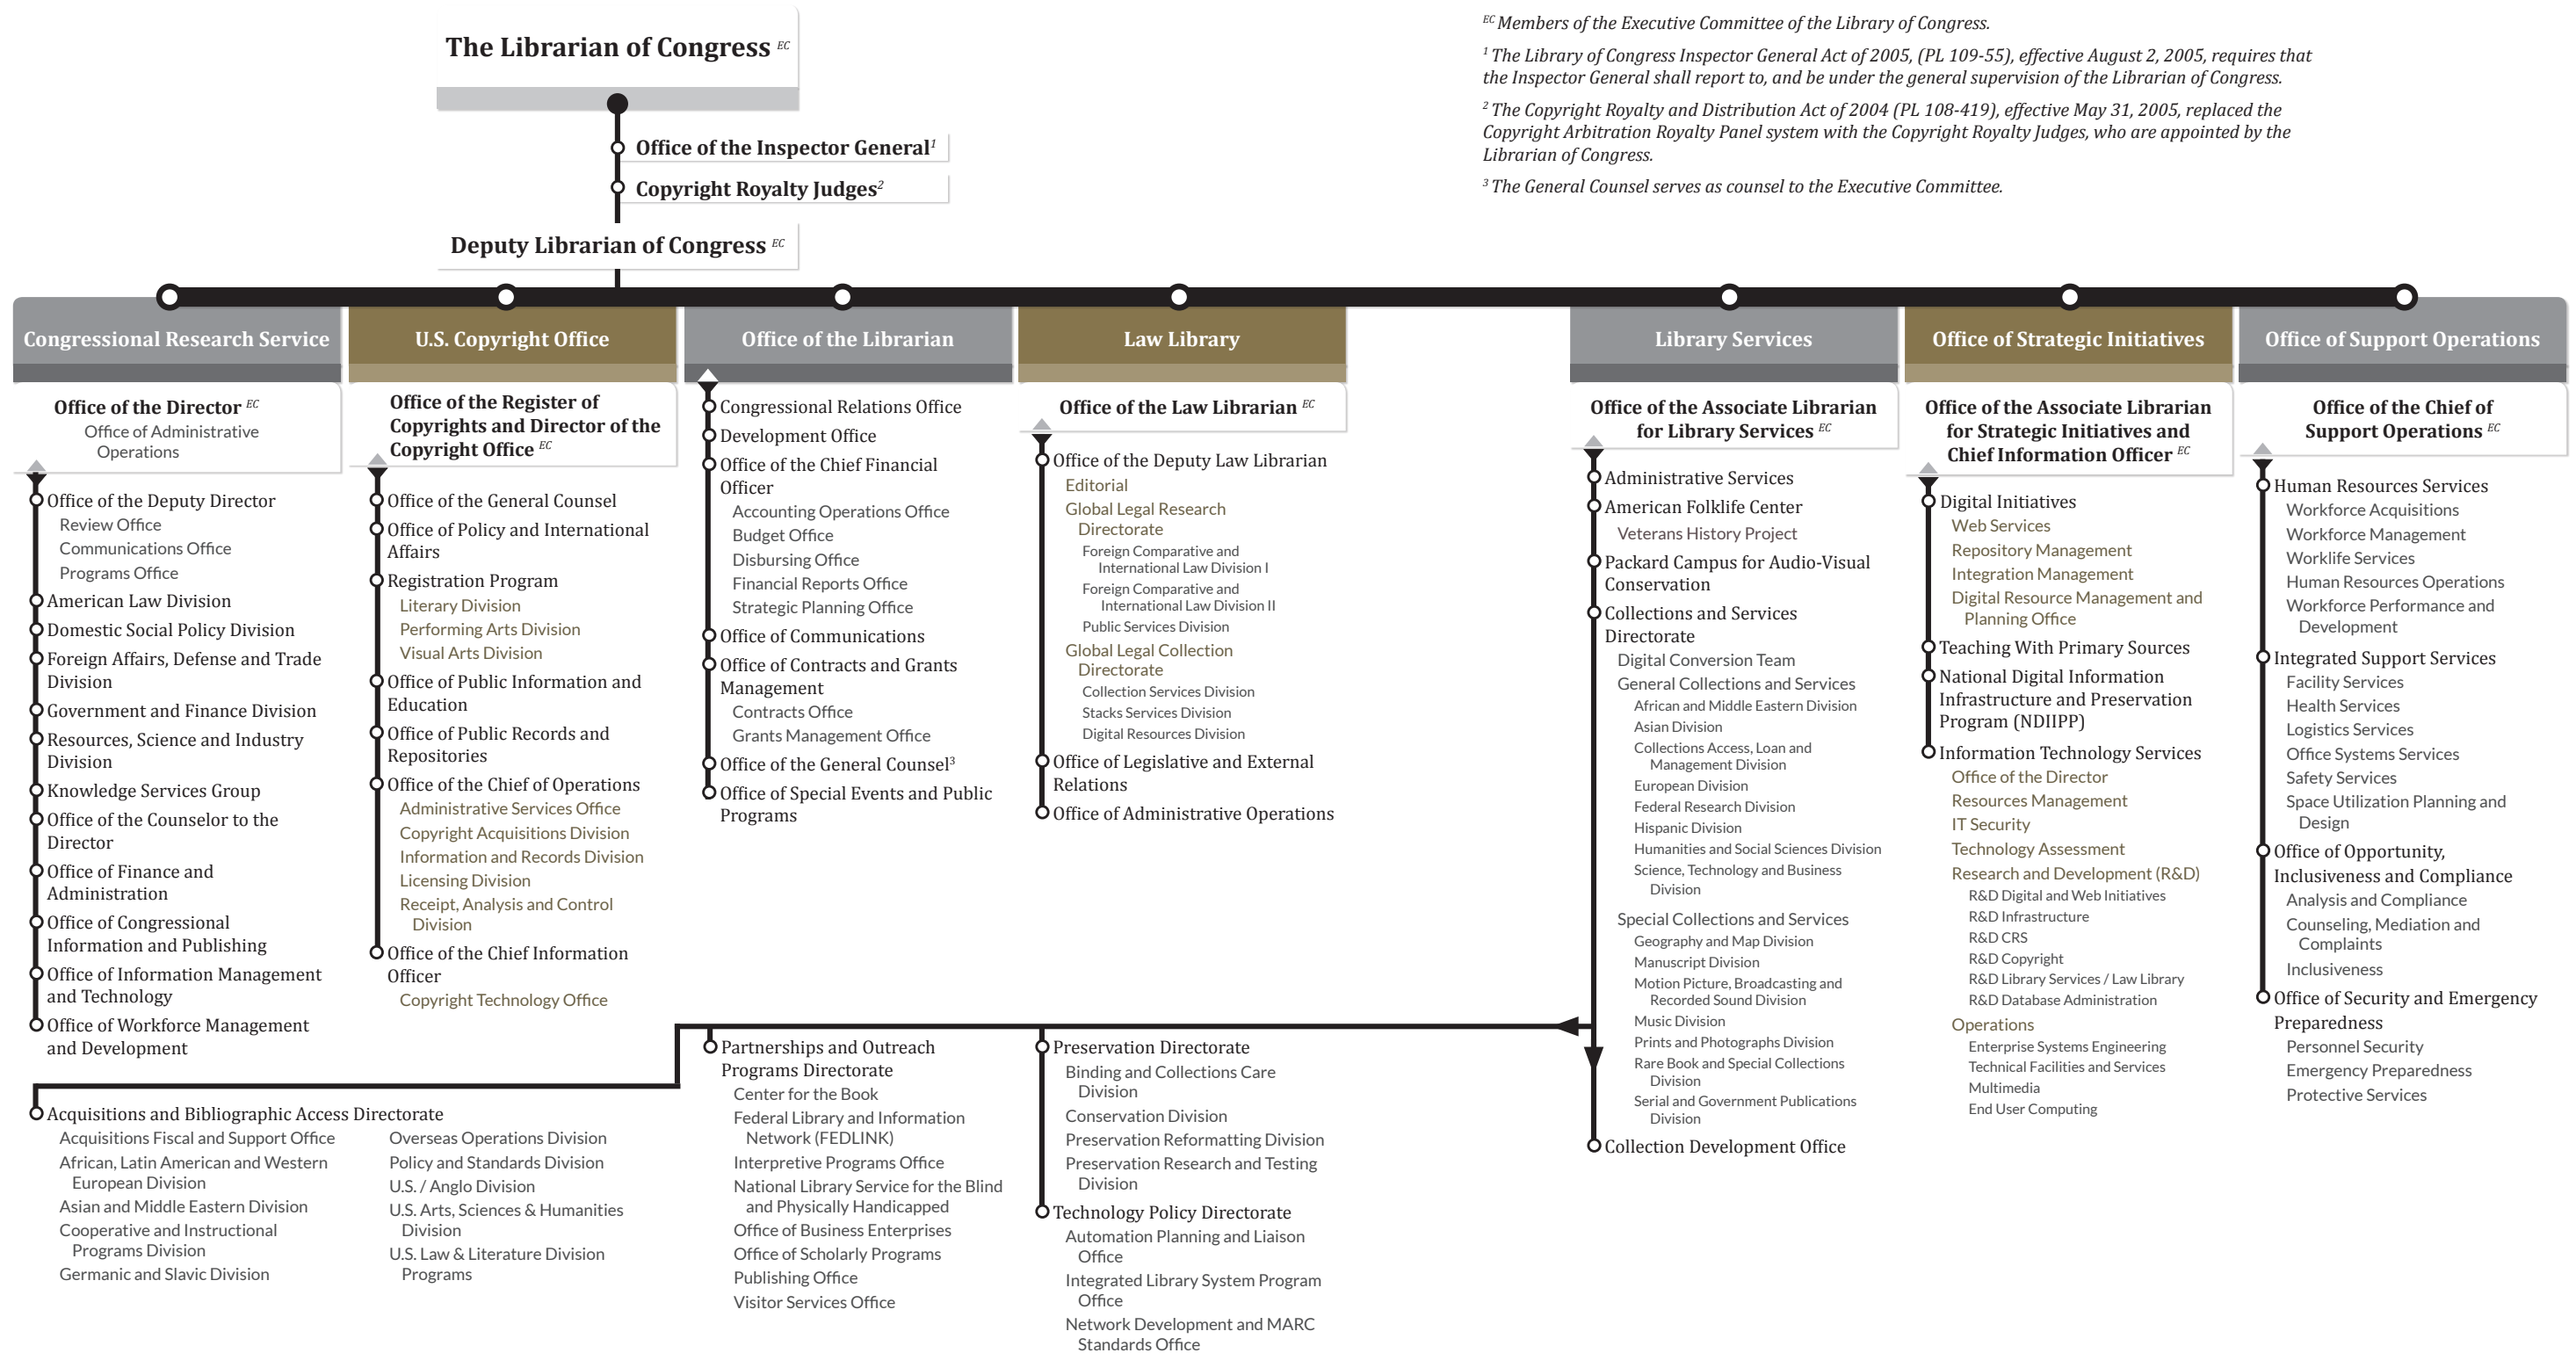 The Librarian of Congress EC
Office of the Inspector General1
Copyright Royalty Judges2
Deputy Librarian of Congress EC
EC Members of the Executive Committee of the Library of Congress.
1 The Library of Congress Inspector General Act of 2005, (PL 109-55), effective August 2, 2005, requires that
the Inspector General shall report to, and be under the general supervision of the Librarian of Congress.
2 The Copyright Royalty and Distribution Act of 2004 (PL 108-419), effective May 31, 2005, replaced the
Copyright Arbitration Royalty Panel system with the Copyright Royalty Judges, who are appointed by the
Librarian of Congress.
3 The General Counsel serves as counsel to the Executive Committee.
Congressional Research Service
Office of the Director EC
Office of Administrative
Operations
Office of the Deputy Director
Review Office
Communications Office
Programs Office
American Law Division
Domestic Social Policy Division
Foreign Affairs, Defense and Trade
Division
Government and Finance Division
Resources, Science and Industry
Division
Knowledge Services Group
Office of the Counselor to the
Director
Office of Finance and
Administration
Office of Congressional
Information and Publishing
Office of Information Management
and Technology
Office of Workforce Management
and Development
U.S. Copyright Office
Office of the Register of
Copyrights and Director of the
Copyright Office EC
Office of the General Counsel
Office of Policy and International
Affairs
Registration Program
Literary Division
Performing Arts Division
Visual Arts Division
Office of Public Information and
Education
Office of Public Records and
Repositories
Office of the Chief of Operations
Administrative Services Office
Copyright Acquisitions Division
Information and Records Division
Licensing Division
Receipt, Analysis and Control
Division
Office of the Chief Information
Officer
Copyright Technology Office
Office of the Librarian
Congressional Relations Office
Development Office
Office of the Chief Financial
Officer
Accounting Operations Office
Budget Office
Disbursing Office
Financial Reports Office
Strategic Planning Office
Office of Communications
Office of Contracts and Grants
Management
Contracts Office
Grants Management Office
Office of the General Counsel3
Office of Special Events and Public
Programs
Law Library
Office of the Law Librarian EC
Office of the Deputy Law Librarian
Editorial
Global Legal Research
Directorate
Foreign Comparative and
International Law Division I
Foreign Comparative and
International Law Division II
Public Services Division
Global Legal Collection
Directorate
Collection Services Division
Stacks Services Division
Digital Resources Division
Office of Legislative and External
Relations
Office of Administrative Operations
Library Services
Office of the Associate Librarian
for Library Services EC
Administrative Services
American Folklife Center
Veterans History Project
Packard Campus for Audio-Visual
Conservation
Collections and Services
Directorate
Digital Conversion Team
General Collections and Services
African and Middle Eastern Division
Asian Division
Collections Access, Loan and
Management Division
European Division
Federal Research Division
Hispanic Division
Humanities and Social Sciences Division
Science, Technology and Business
Division
Special Collections and Services
Geography and Map Division
Manuscript Division
Motion Picture, Broadcasting and
Recorded Sound Division
Music Division
Prints and Photographs Division
Rare Book and Special Collections
Division
Serial and Government Publications
Division
Collection Development Office
Office of Strategic Initiatives
Office of the Associate Librarian
for Strategic Initiatives and
Chief Information Officer EC
Digital Initiatives
Web Services
Repository Management
Integration Management
Digital Resource Management and
Planning Office
Teaching With Primary Sources
National Digital Information
Infrastructure and Preservation
Program (NDIIPP)
Information Technology Services
Office of the Director
Resources Management
IT Security
Technology Assessment
Research and Development (R&D)
R&D Digital and Web Initiatives
R&D Infrastructure
R&D CRS
R&D Copyright
R&D Library Services / Law Library
R&D Database Administration
Operations
Enterprise Systems Engineering
Technical Facilities and Services
Multimedia
End User Computing
Office of Support Operations
Office of the Chief of
Support Operations EC
Human Resources Services
Workforce Acquisitions
Workforce Management
Worklife Services
Human Resources Operations
Workforce Performance and
Development
Integrated Support Services
Facility Services
Health Services
Logistics Services
Office Systems Services
Safety Services
Space Utilization Planning and
Design
Office of Opportunity,
Inclusiveness and Compliance
Analysis and Compliance
Counseling, Mediation and
Complaints
Inclusiveness
Office of Security and Emergency
Preparedness
Personnel Security
Emergency Preparedness
Protective Services
Acquisitions and Bibliographic Access Directorate
Acquisitions Fiscal and Support Office
African, Latin American and Western
European Division
Asian and Middle Eastern Division
Cooperative and Instructional
Programs Division
Germanic and Slavic Division
Overseas Operations Division
Policy and Standards Division
U.S. / Anglo Division
U.S. Arts, Sciences & Humanities
Division
U.S. Law & Literature Division
Programs
Partnerships and Outreach
Programs Directorate
Center for the Book
Federal Library and Information
Network (FEDLINK)
Interpretive Programs Office
National Library Service for the Blind
and Physically Handicapped
Office of Business Enterprises
Office of Scholarly Programs
Publishing Office
Visitor Services Office
Preservation Directorate
Binding and Collections Care
Division
Conservation Division
Preservation Reformatting Division
Preservation Research and Testing
Division
Technology Policy Directorate
Automation Planning and Liaison
Office
Integrated Library System Program
Office
Network Development and MARC
Standards Office